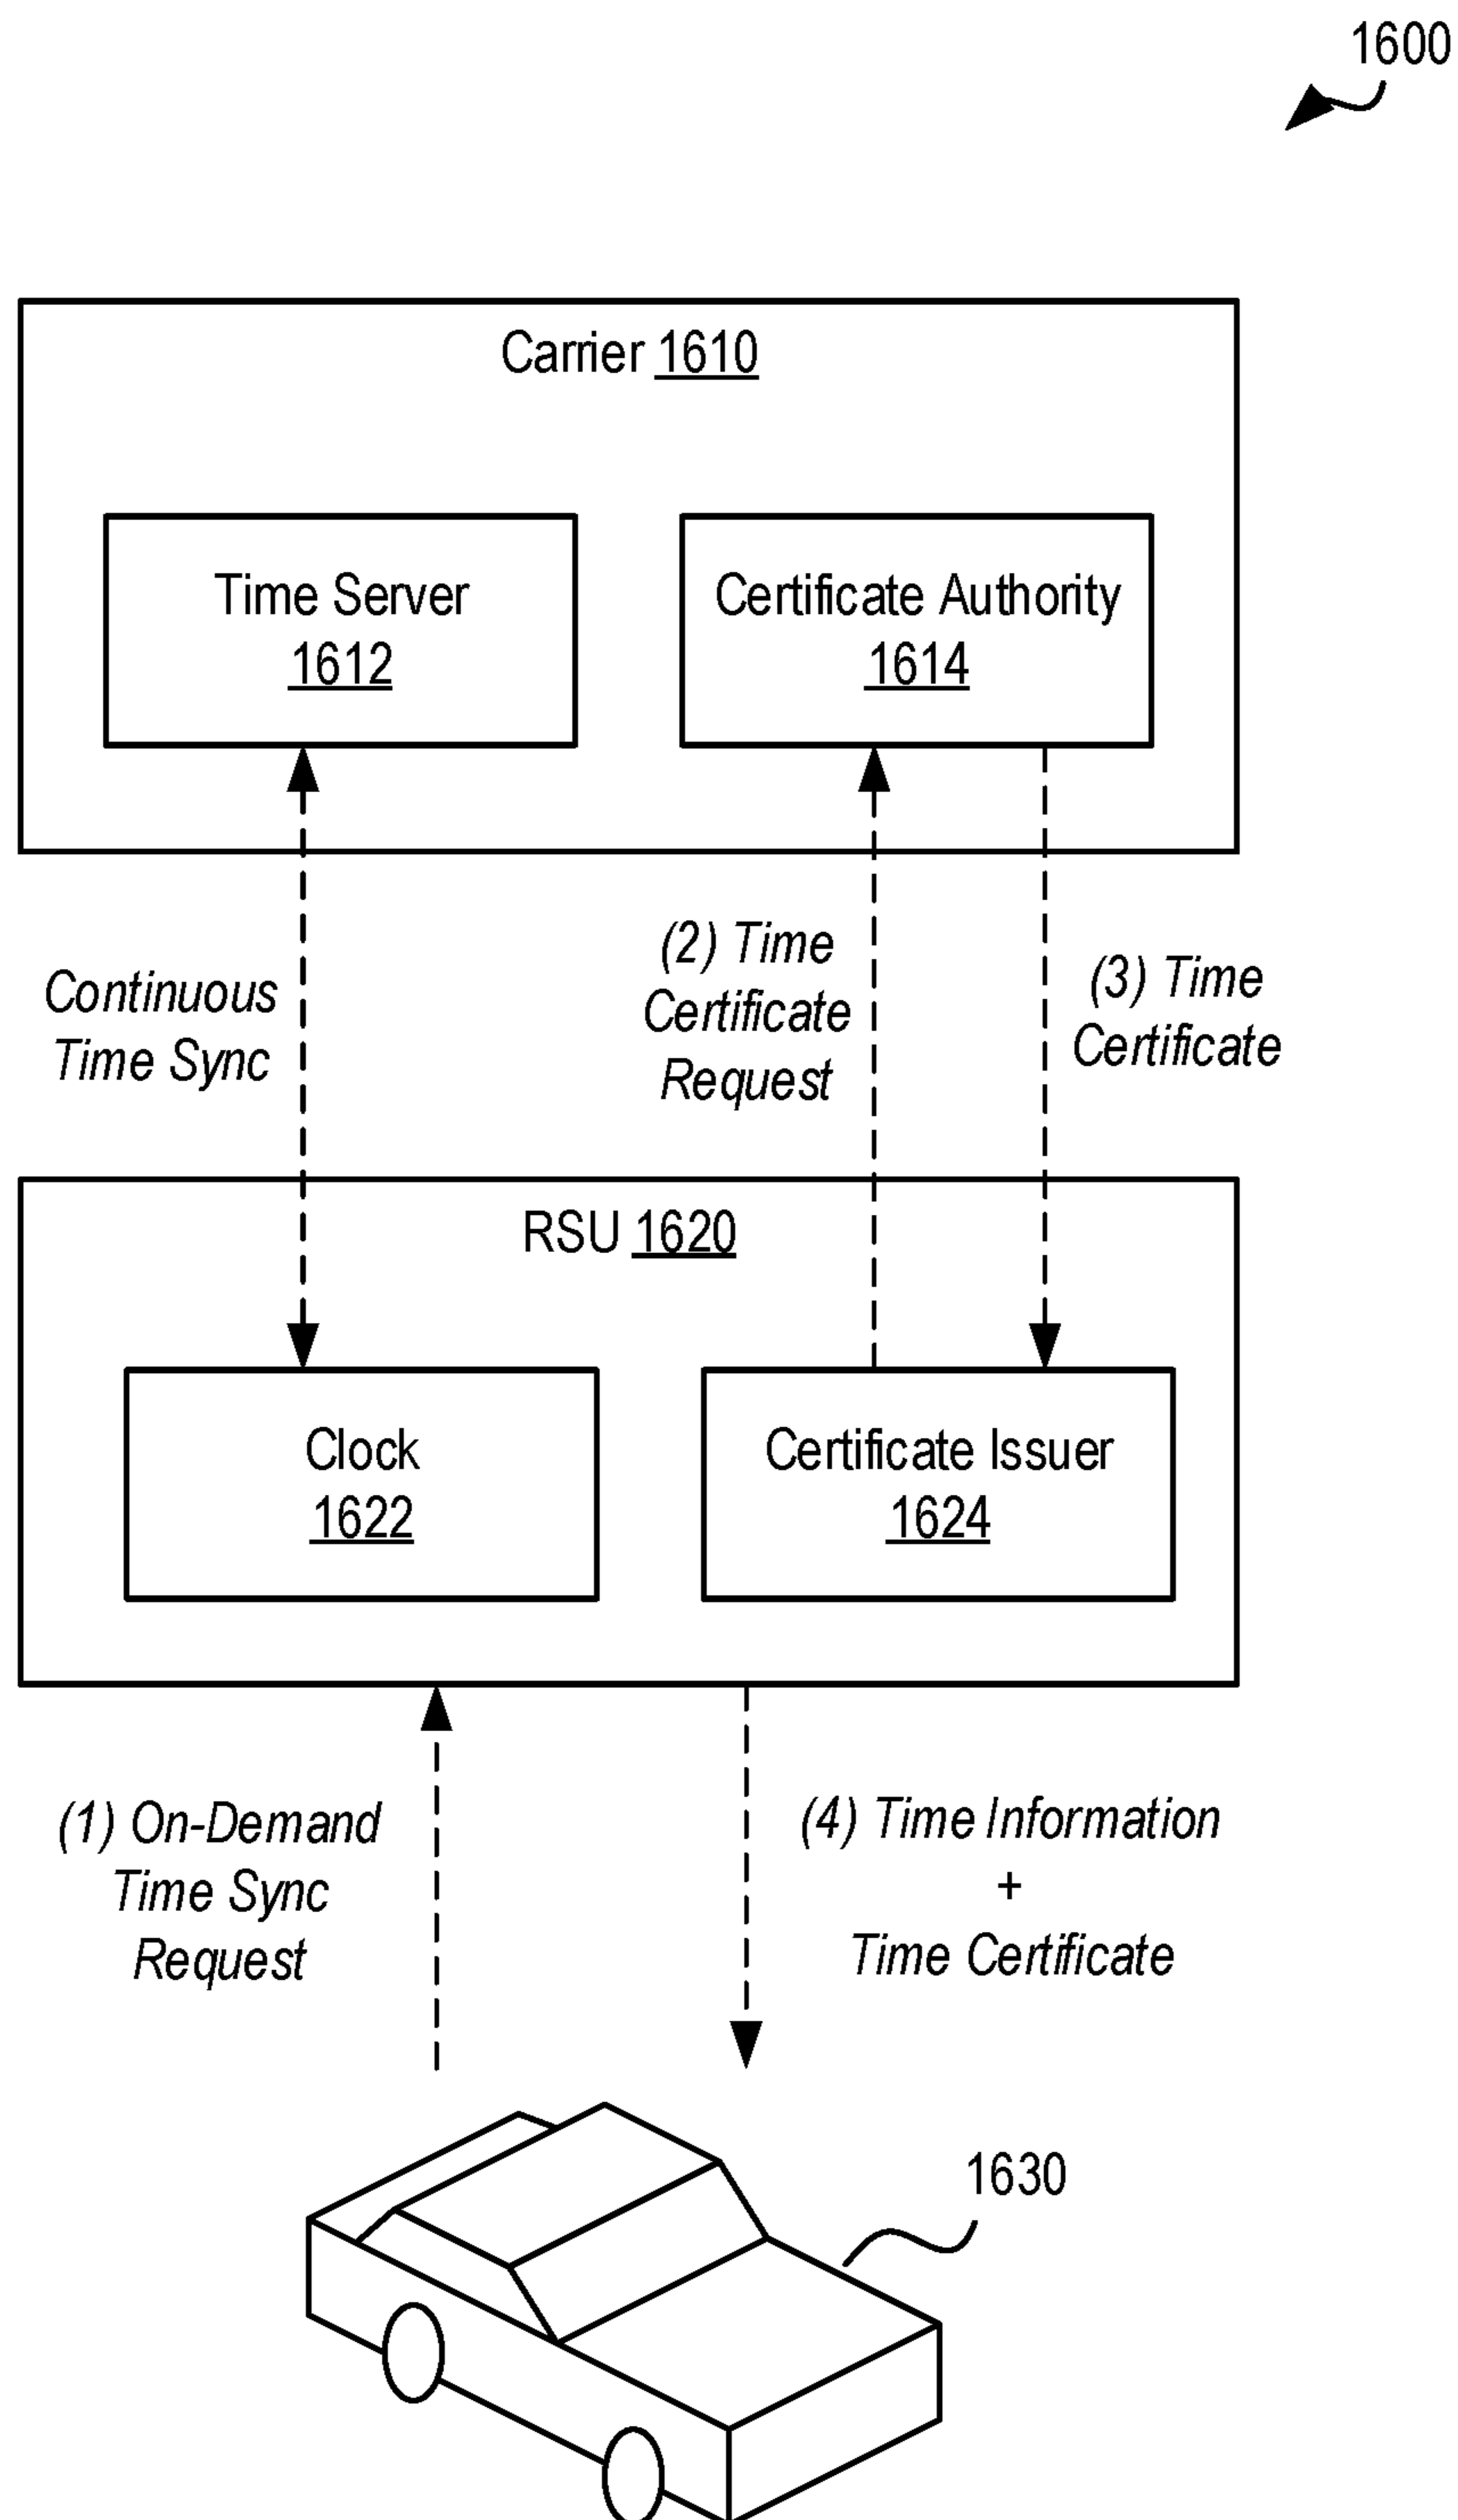 1600
Carrier 1610
Time Server
1612
Certificate Authority
1614
Continuous
Time Sync
(2) Time
Certificate
Request
(3) Time
Certificate
RSU 1620
Clock
1622
Certificate Issuer
1624
(1) On-Demand
Time Sync
Request
(4) Time Information
+
Time Certificate
1630